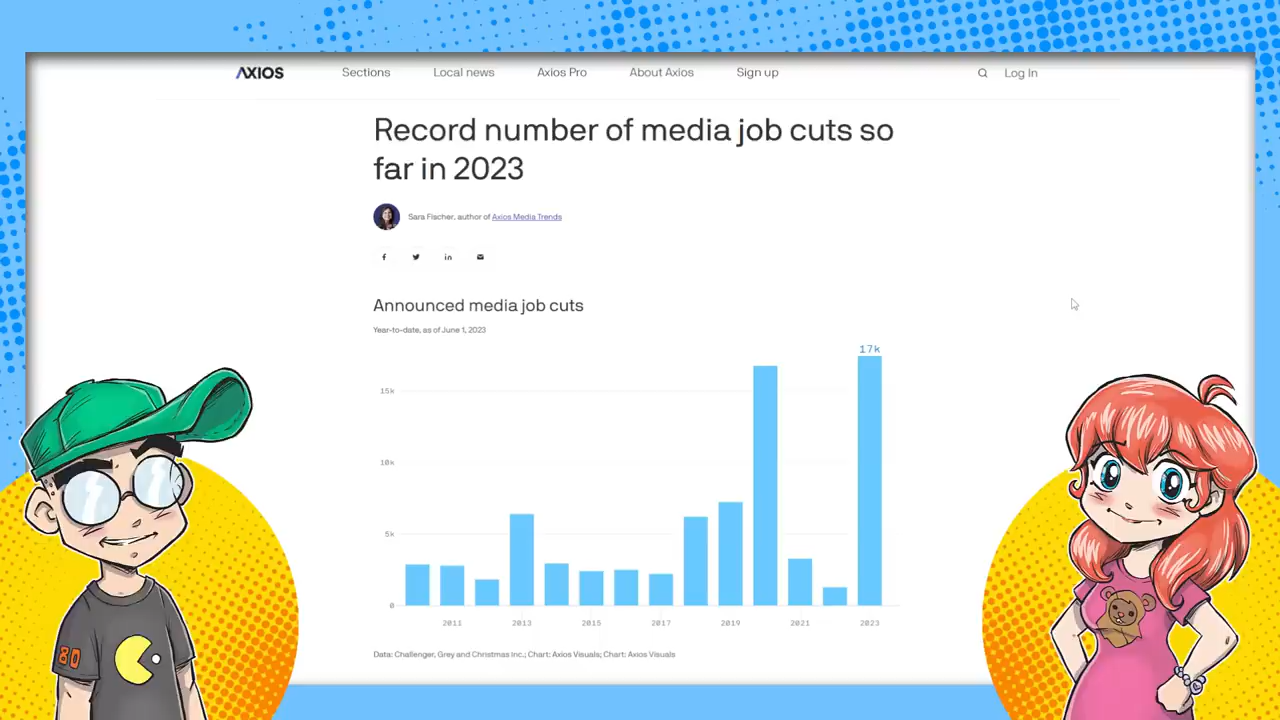 AXIOS Sections Local news Axios Pro About Axios Sign up Log In
Record number of media job cuts so
far in 2023
Sara Fischer, author of Axios Media Trends
Announced media job cuts
Year-to-date, as of June 1, 2023
17k
15k
10k
5k
0
2011 2013 2015 2017 2019 2021 2023
Data: Challenger, Grey and Christmas Inc.; Chart: Axios Visuals; Chart: Axios Visuals
80